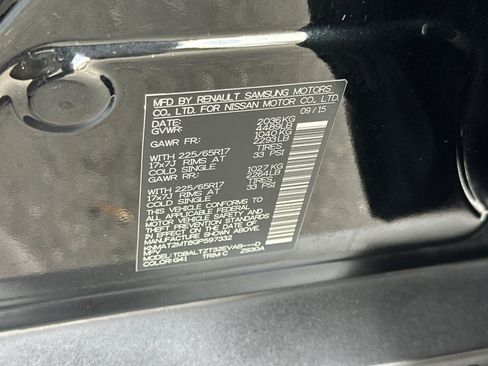 MFD BY RENAULT SAMSUNG MOTORS
CO., LTD. FOR NISSAN MOTOR CO., LTD.
DATE: 09/15
GVWR: 2036KG
4489LB
GAWR FR: 1040KG
2293LB
WITH 225/65R17 TIRES
17x7J RIMS AT 33 PSI
COLD SINGLE
GAWR RR: 1027KG
2264LB
WITH 225/65R17 TIRES
17x7J RIMS AT 33 PSI
COLD SINGLE
THIS VEHICLE CONFORMS TO
ALL APPLICABLE FEDERAL
MOTOR VEHICLE SAFETY AND
THEFT PREVENTION STANDARDS
IN EFFECT ON THE DATE OF
MANUFACTURE SHOWN ABOVE
KNMAT2MT8GP597332
MPV
MODEL:TDBALTZT32EVAB---D
COLOR:G41 TRIM:C 2S30A